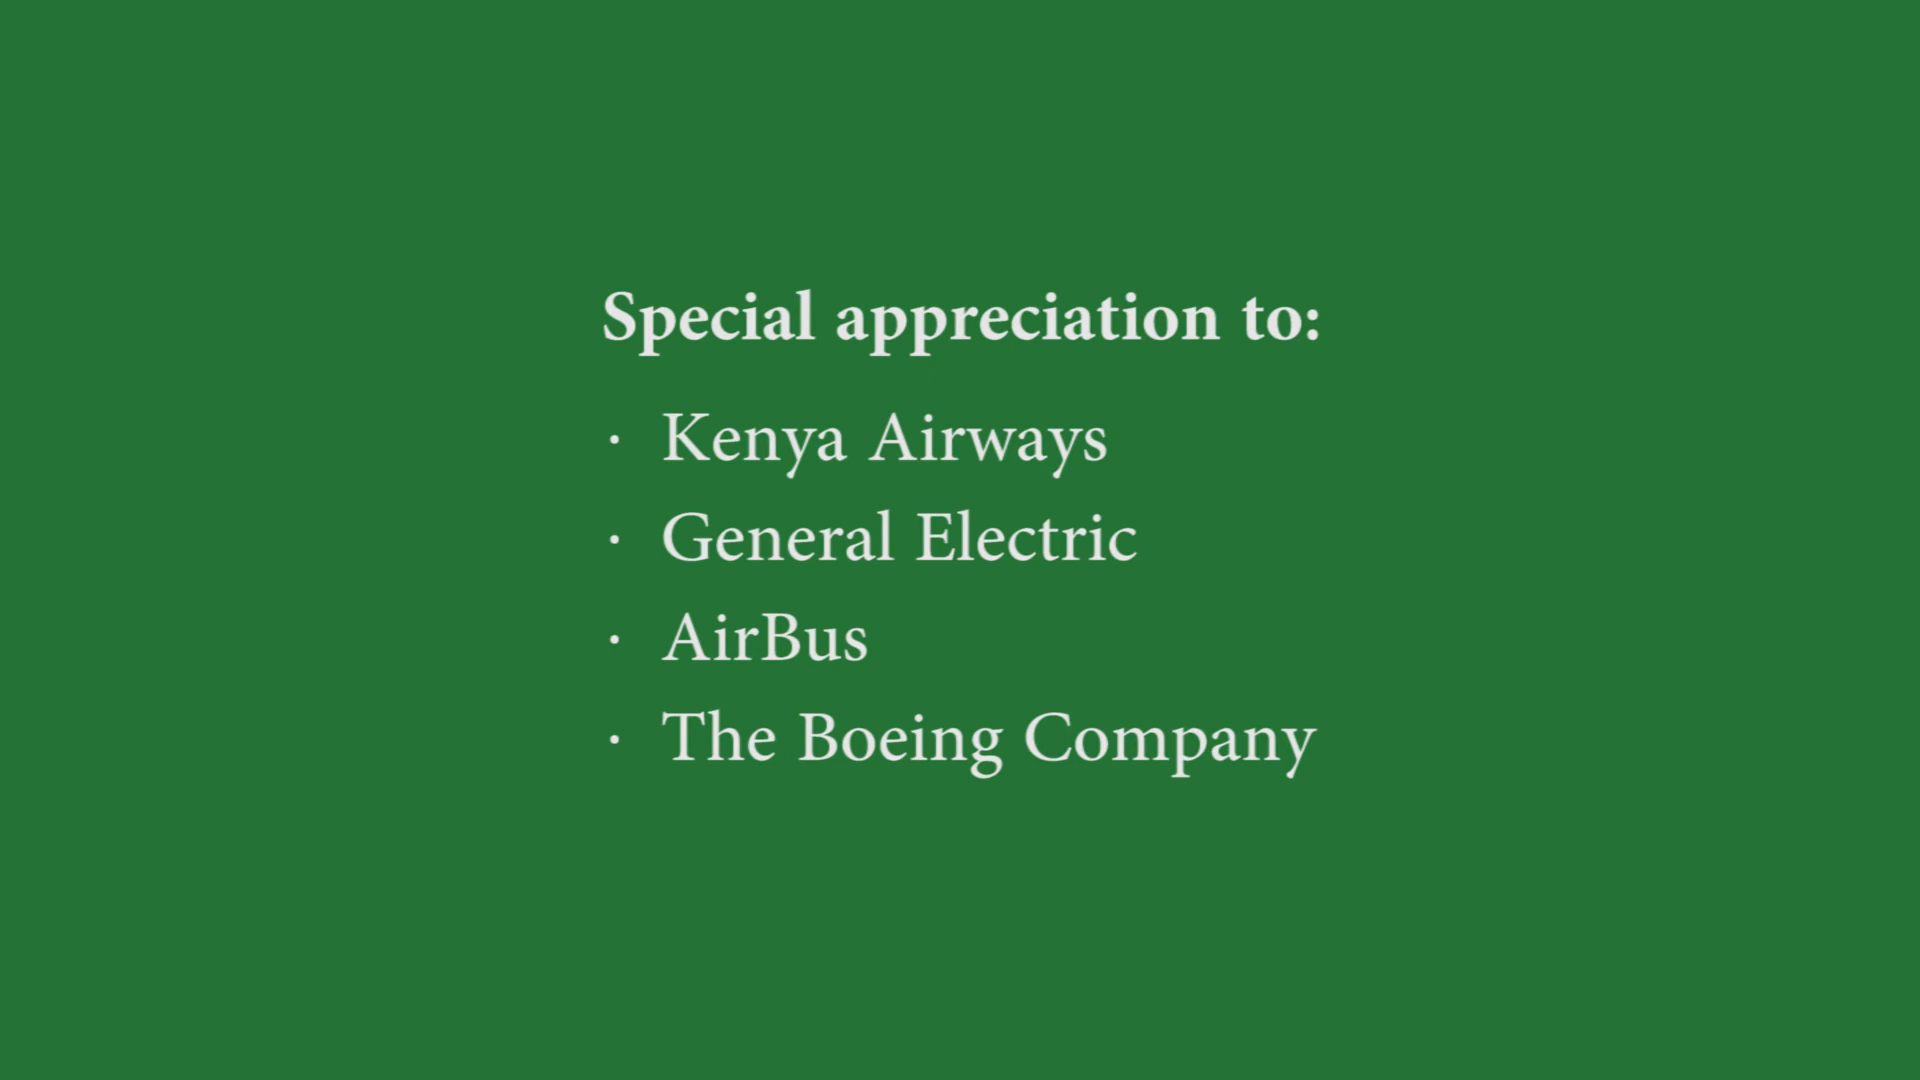 Special appreciation to:
· Kenya Airways
· General Electric
· AirBus
· The Boeing Company